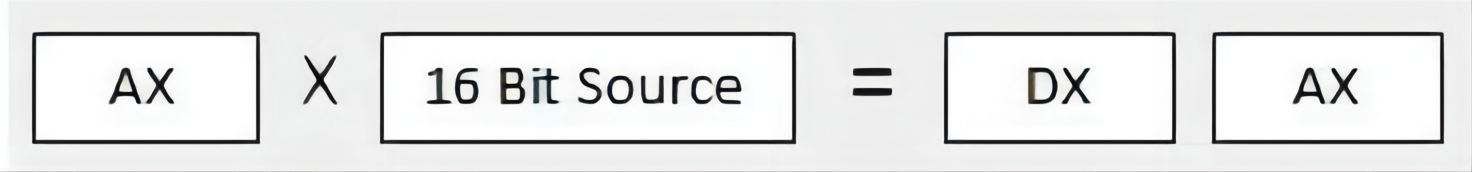 AX X 16 Bit Source = DX AX